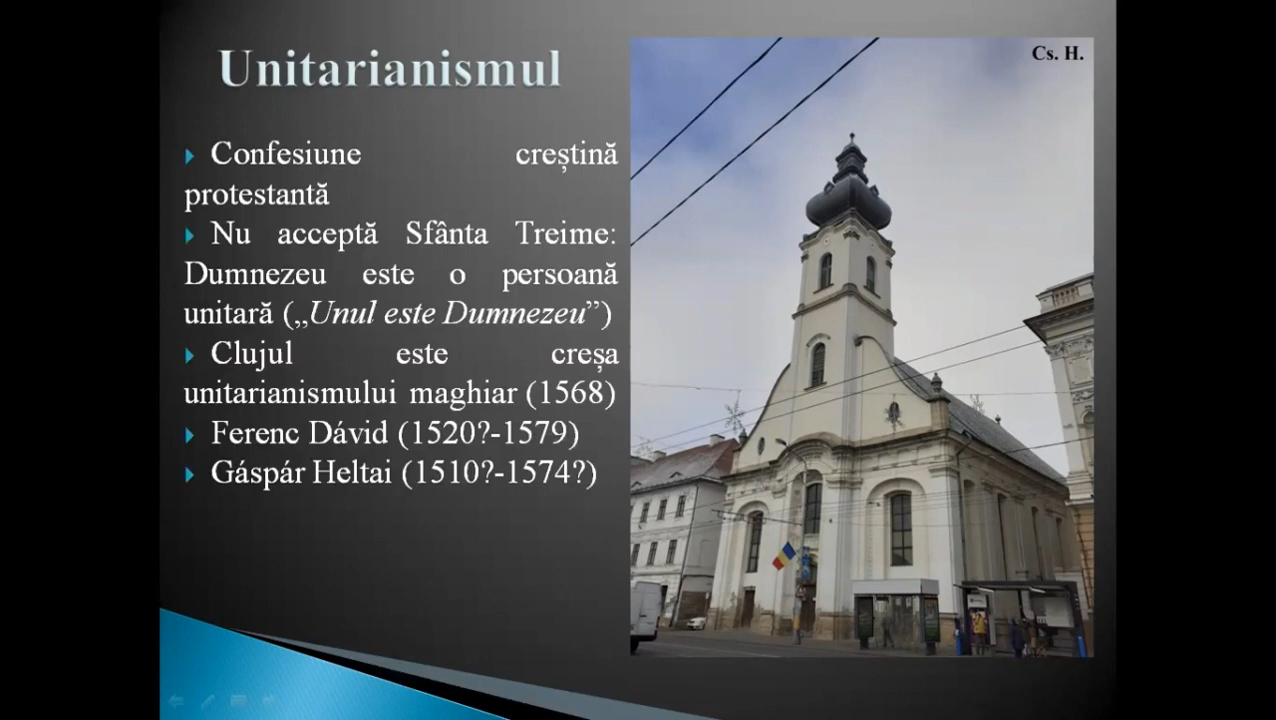 Unitarianismul
Cs. H.
Confesiune creștină
protestantă
Nu acceptă Sfânta Treime:
Dumnezeu este o persoană
unitară („Unul este Dumnezeu”)
Clujul este creșa
unitarianismului maghiar (1568)
Ferenc Dávid (1520?-1579)
Gáspár Heltai (1510?-1574?)